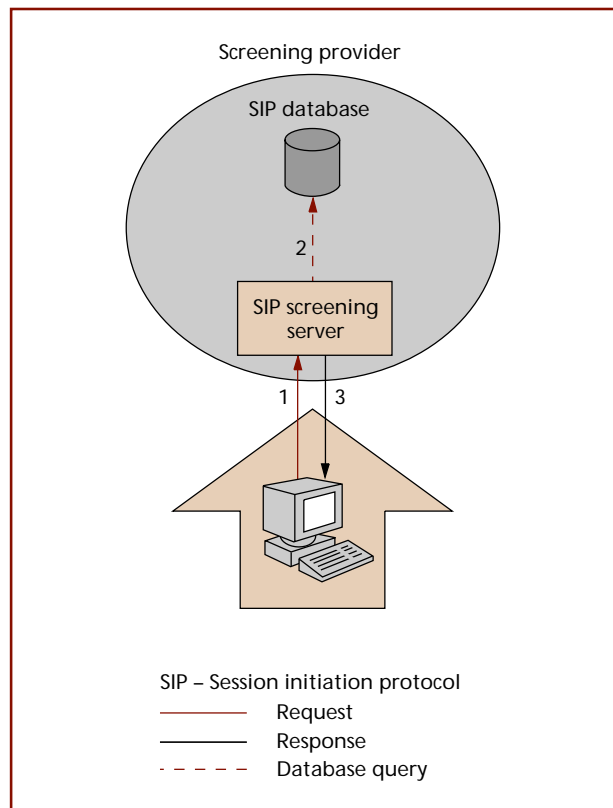 Screening provider
SIP database
2
SIP screening
server
1
3
SIP – Session initiation protocol
Request
Response
Database query